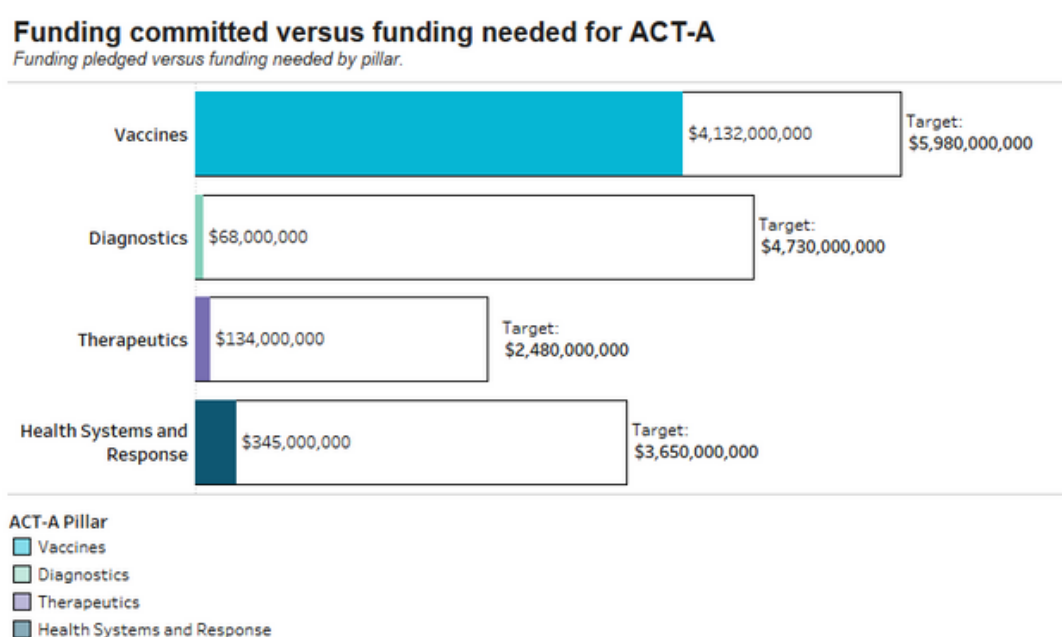 Funding committed versus funding needed for ACT-A
Funding pledged versus funding needed by pillar.
Vaccines
$4,132,000,000
Target:
$5,980,000,000
Diagnostics
$68,000,000
Target:
$4,730,000,000
Therapeutics
$134,000,000
Target:
$2,480,000,000
Health Systems and
Response
$345,000,000
Target:
$3,650,000,000
ACT-A Pillar
Vaccines
Diagnostics
Therapeutics
Health Systems and Response